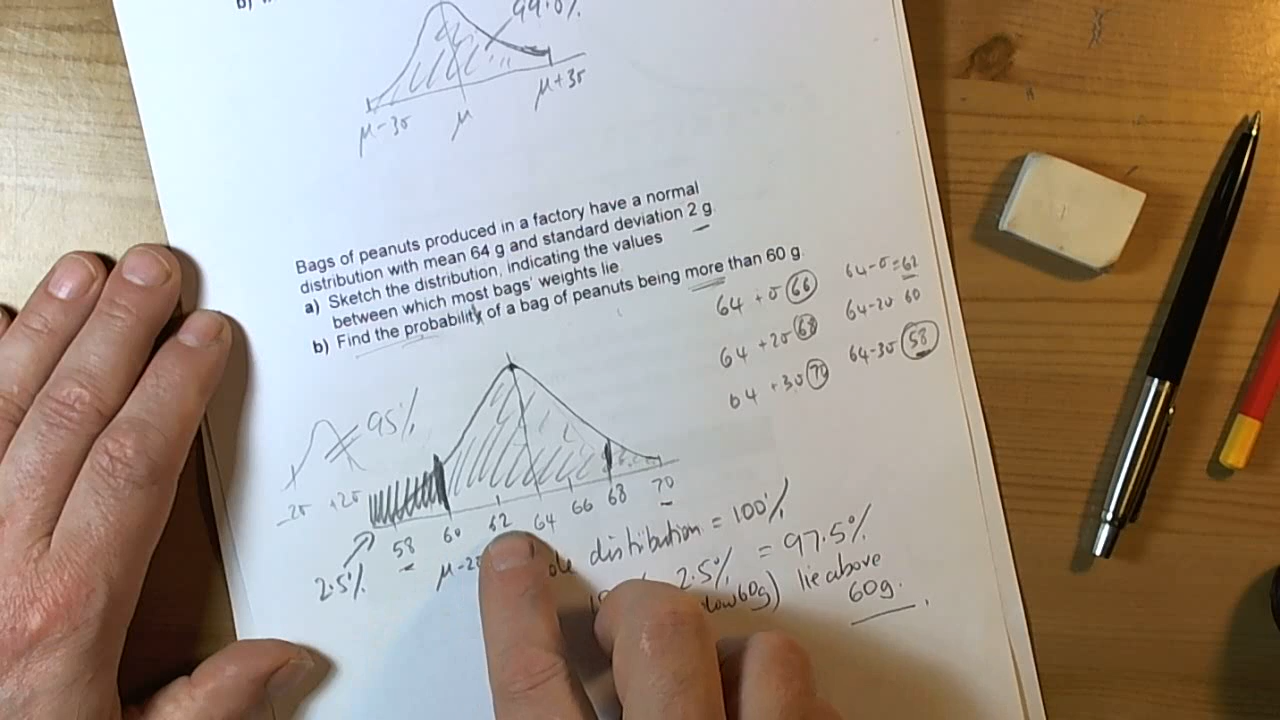 b)
99.8%
μ-3σ μ μ+3σ
Bags of peanuts produced in a factory have a normal
distribution with mean 64 g and standard deviation 2 g.
a) Sketch the distribution, indicating the values
between which most bags' weights lie.
b) Find the probability of a bag of peanuts being more than 60 g.
64 + σ 66 64-σ=62
64 +2σ 68 64-2σ 60
64 +3σ 70 64-3σ 58
95%
-2σ +2σ
58 60 62 64 66 68 70
2.5%
distribution = 100%
2.5% = 97.5%
60g) lie above
60g.